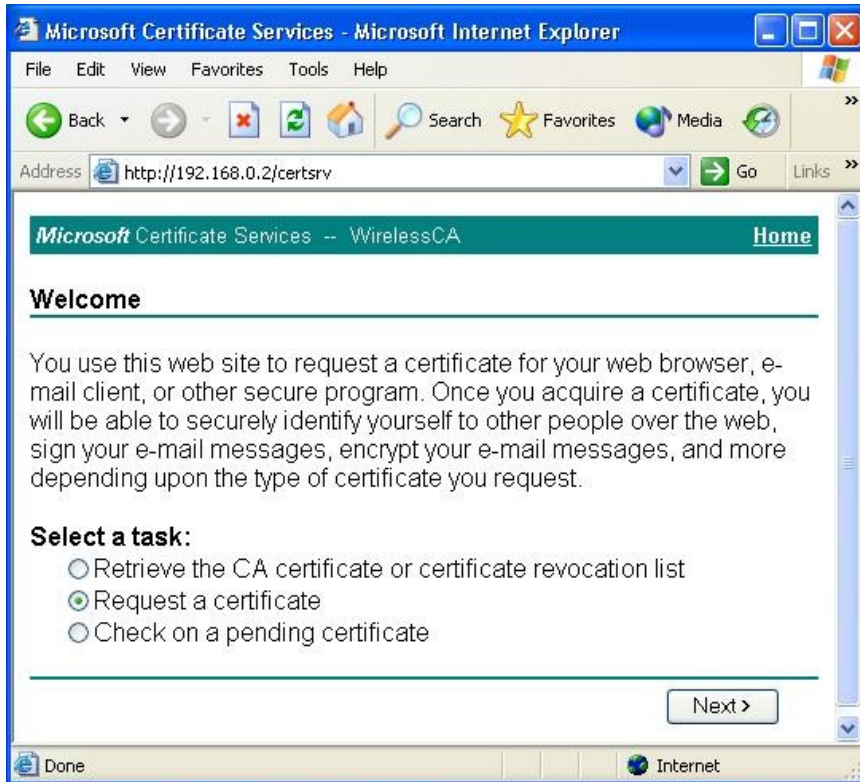 Microsoft Certificate Services - Microsoft Internet Explorer
File Edit View Favorites Tools Help
Back Search Favorites Media »
Address http://192.168.0.2/certsrv Go Links »
Microsoft Certificate Services -- WirelessCA Home
Welcome
You use this web site to request a certificate for your web browser, e-
mail client, or other secure program. Once you acquire a certificate, you
will be able to securely identify yourself to other people over the web,
sign your e-mail messages, encrypt your e-mail messages, and more
depending upon the type of certificate you request.
Select a task:
Retrieve the CA certificate or certificate revocation list
Request a certificate
Check on a pending certificate
Next >
Done Internet